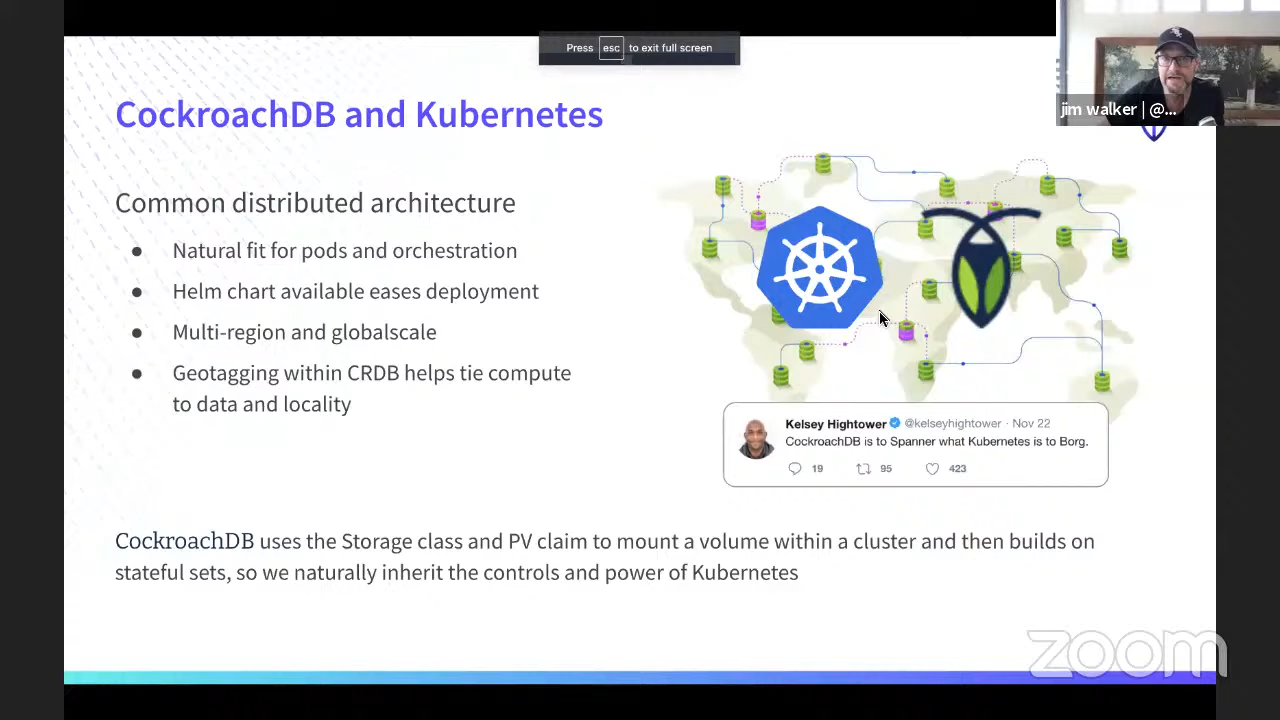 Press esc to exit full screen
jim walker | @...
CockroachDB and Kubernetes
Common distributed architecture
● Natural fit for pods and orchestration
● Helm chart available eases deployment
● Multi-region and globalscale
● Geotagging within CRDB helps tie compute
to data and locality
Kelsey Hightower @kelseyhightower · Nov 22
CockroachDB is to Spanner what Kubernetes is to Borg.
19 95 423
CockroachDB uses the Storage class and PV claim to mount a volume within a cluster and then builds on
stateful sets, so we naturally inherit the controls and power of Kubernetes
zoom